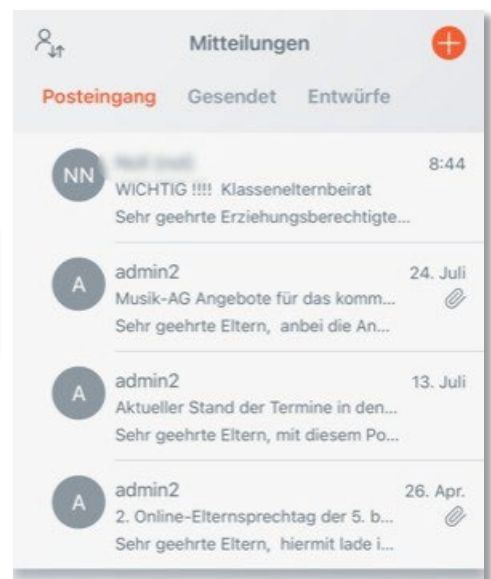 Mitteilungen
Posteingang Gesendet Entwürfe
NN
8:44
WICHTIG !!!! Klassenelternbeirat
Sehr geehrte Erziehungsberechtigte...
A
admin2
24. Juli
Musik-AG Angebote für das komm...
Sehr geehrte Eltern, anbei die An...
A
admin2
13. Juli
Aktueller Stand der Termine in den...
Sehr geehrte Eltern, mit diesem Po...
A
admin2
26. Apr.
2. Online-Elternsprechtag der 5. b...
Sehr geehrte Eltern, hiermit lade i...